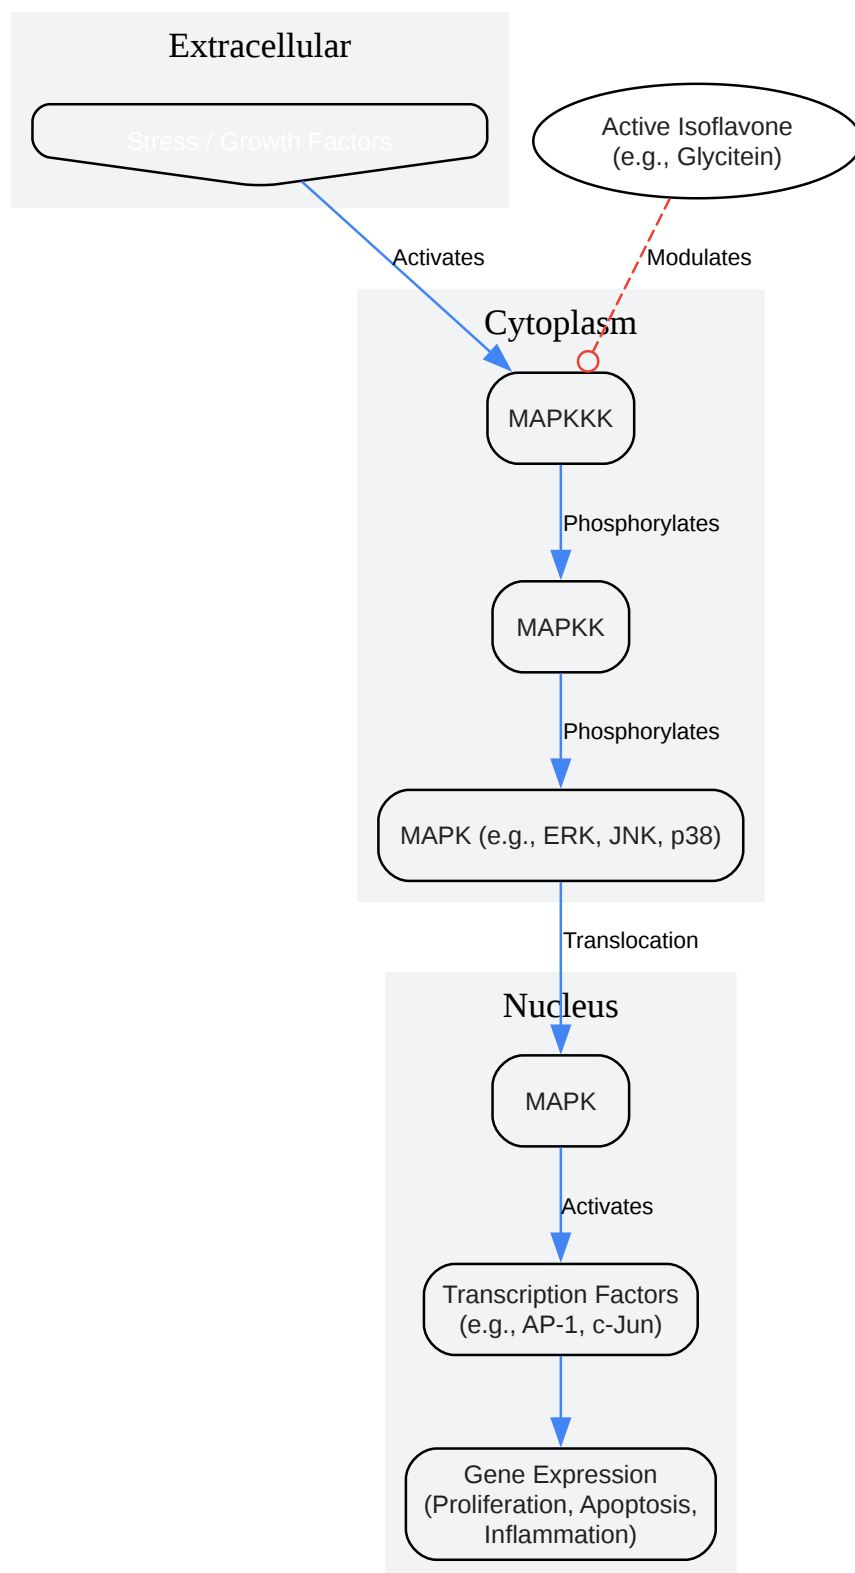 Extracellular
Stress / Growth Factors
Active Isoflavone
(e.g., Glycitein)
Activates
Modulates
Cytoplasm
MAPKKK
Phosphorylates
MAPKK
Phosphorylates
MAPK (e.g., ERK, JNK, p38)
Translocation
Nucleus
MAPK
Activates
Transcription Factors
(e.g., AP-1, c-Jun)
Gene Expression
(Proliferation, Apoptosis,
Inflammation)